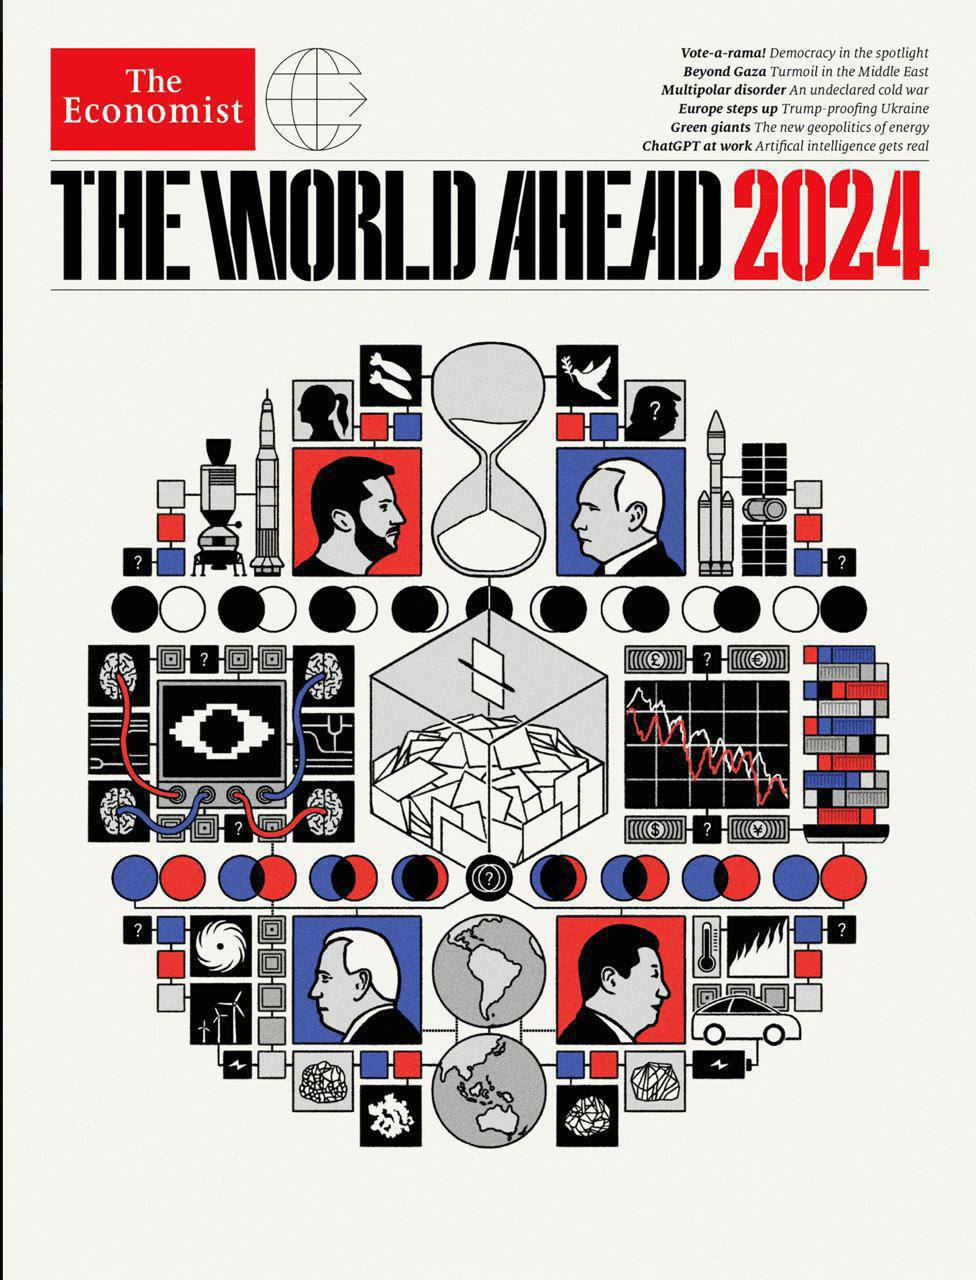 The
Economist
Vote-a-rama! Democracy in the spotlight
Beyond Gaza Turmoil in the Middle East
Multipolar disorder An undeclared cold war
Europe steps up Trump-proofing Ukraine
Green giants The new geopolitics of energy
ChatGPT at work Artifical intelligence gets real
THE WORLD AHEAD 2024
?
? ?
? £ ? €
? $ ? ¥
?
? ?